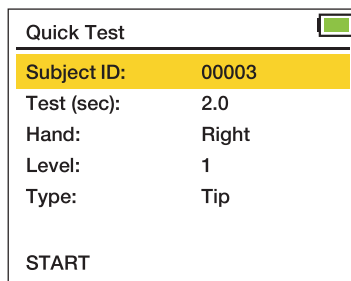 Quick Test
Subject ID: 00003
Test (sec): 2.0
Hand: Right
Level: 1
Type: Tip
START